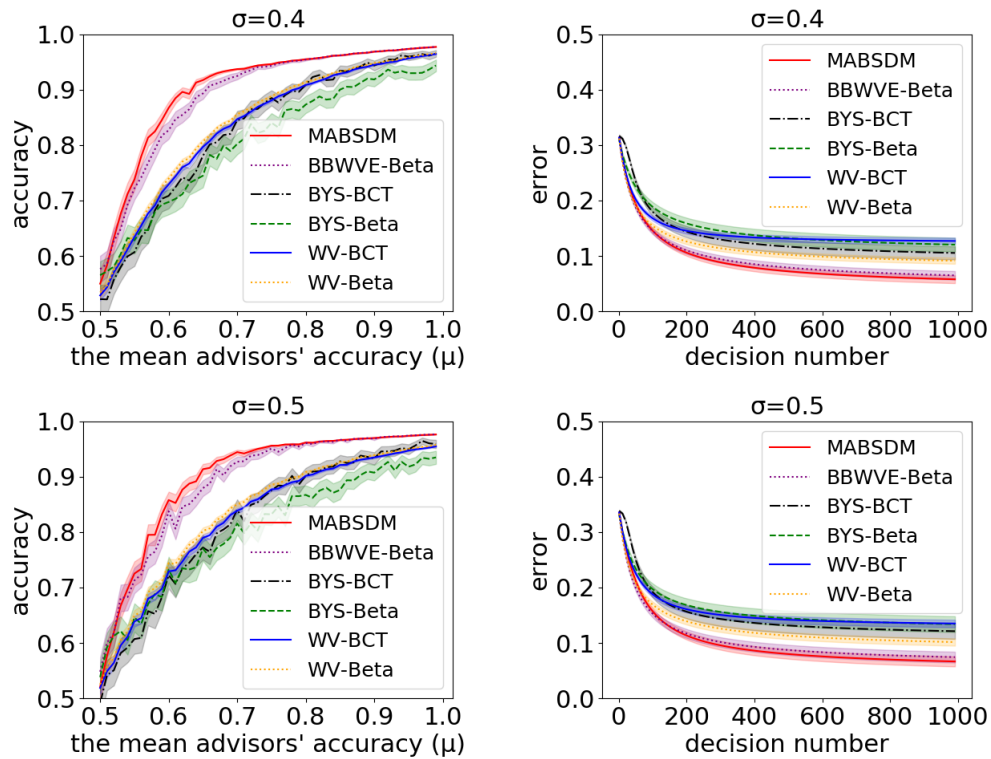 σ=0.4
1.0
0.9
0.8
0.7
0.6
0.5
accuracy
MABSDM
BBWVE-Beta
BYS-BCT
BYS-Beta
WV-BCT
WV-Beta
0.5 0.6 0.7 0.8 0.9 1.0
the mean advisors' accuracy (μ)
σ=0.4
0.5
0.4
0.3
0.2
0.1
0.0
error
MABSDM
BBWVE-Beta
BYS-BCT
BYS-Beta
WV-BCT
WV-Beta
0 200 400 600 800 1000
decision number
σ=0.5
1.0
0.9
0.8
0.7
0.6
0.5
accuracy
MABSDM
BBWVE-Beta
BYS-BCT
BYS-Beta
WV-BCT
WV-Beta
0.5 0.6 0.7 0.8 0.9 1.0
the mean advisors' accuracy (μ)
σ=0.5
0.5
0.4
0.3
0.2
0.1
0.0
error
MABSDM
BBWVE-Beta
BYS-BCT
BYS-Beta
WV-BCT
WV-Beta
0 200 400 600 800 1000
decision number